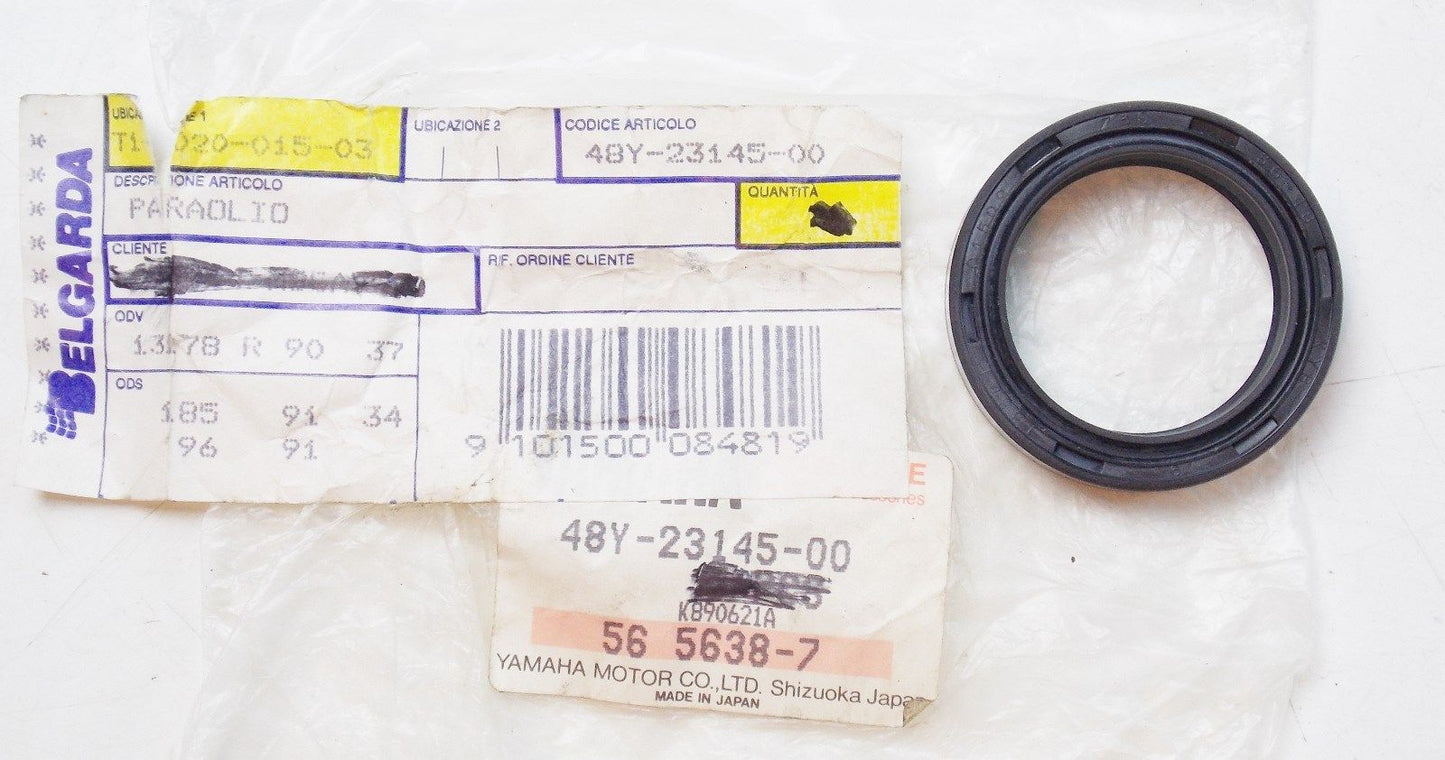 BELGARDA
UBICAZIONE 2
CODICE ARTICOLO
020-015-03
48Y-23145-00
ARTICOLO
PARAOLIO
QUANTITÀ
CLIENTE
RIF. ORDINE CLIENTE
ODV
13178 R 90 37
ODS
185 91 34
96 91
9 101500 084819
48Y-23145-00
K890621A
56 5638-7
YAMAHA MOTOR CO.,LTD. Shizuoka
MADE IN JAPAN